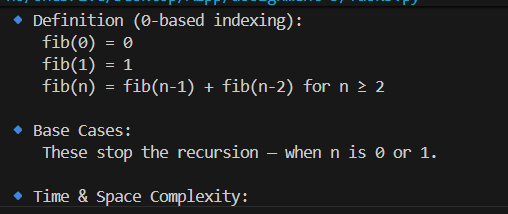 🔹 Definition (0-based indexing):
fib(0) = 0
fib(1) = 1
fib(n) = fib(n-1) + fib(n-2) for n ≥ 2
🔹 Base Cases:
These stop the recursion — when n is 0 or 1.
🔹 Time & Space Complexity: